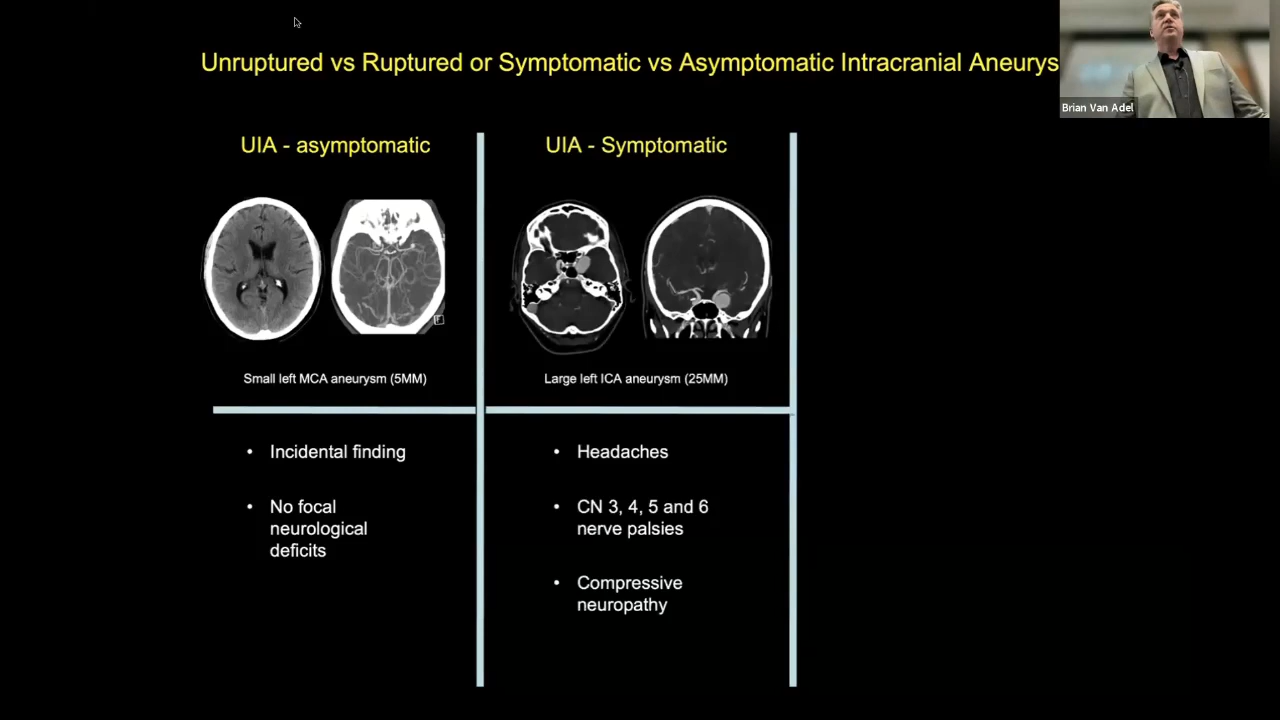 Unruptured vs Ruptured or Symptomatic vs Asymptomatic Intracranial Aneurys
Brian Van Adel
UIA - asymptomatic
UIA - Symptomatic
Small left MCA aneurysm (5MM)
Large left ICA aneurysm (25MM)
• Incidental finding
• No focal
neurological
deficits
• Headaches
• CN 3, 4, 5 and 6
nerve palsies
• Compressive
neuropathy